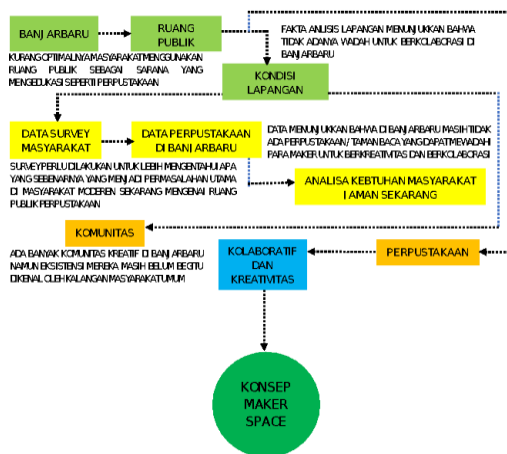 BANJARBARU
RUANG
PUBLIK
FAKTA ANLISIS LAPANGAN MENUNJUKKAN BAHWA
TIDAK ADANYA WADAH UNTUK BERKOLABORASI DI
BANJARBARU
KURANG OPTIMALNYA MASYARAKAT MENGGUNAKAN
RUANG PUBLIK SEBAGAI SARANA YANG
MENGEDUKASI SEPERTI PERPUSTAKAAN
KONDISI
LAPANGAN
DATA SURVEY
MASYARAKAT
DATA PERPUSTAKAAN
DI BANJARBARU
DATA MENUNJUKKAN BAHWA DI BANJARBARU MASIH TIDAK
ADA PERPUSTAKAAN/ TAMAN BACA YANG DAPAT MEWADAHI
PARA MAKER UNTUK BERKREATIVITAS DAN BERKOLABORASI
SURVEY PERLU DILAKUKAN UNTUK LEBIH MENGENTAHUI APA
YANG SEBENARNYA YANG MENJADI PERMASALAHAN UTAMA
DI MASYARAKAT MODEREN SEKARANG MENGENAI RUANG
PUBLIK PERPUSTAKAAN
ANALISA KEBTUHAN MASYARAKAT
JAMAN SEKARANG
KOMUNITAS
ADA BANYAK KOMUNITAS KREATIF DI BANJARBARU
NAMUN EKSISTENSI MEREKA MASIH BELUM BEGITU
DIKENAL OLEH KALANGAN MASYARAKAT UMUM
KOLABORATIF
DAN
KREATIVITAS
PERPUSTAKAAN
KONSEP
MAKER
SPACE